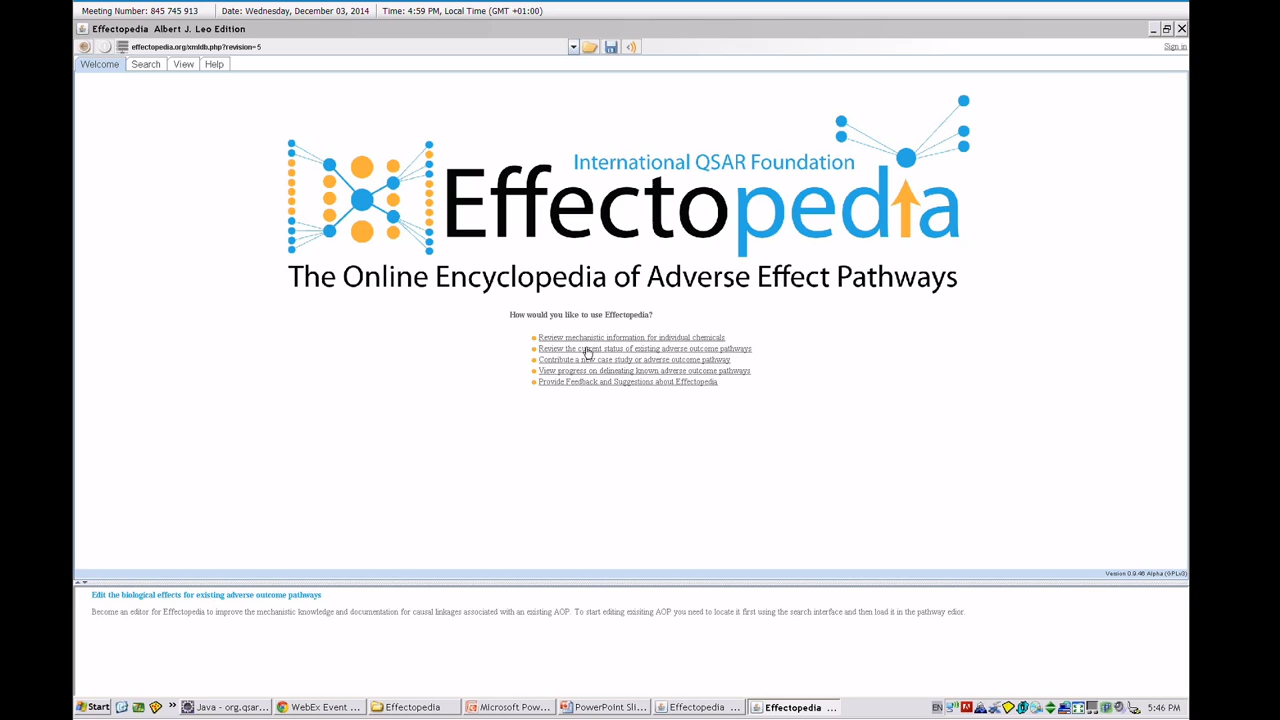 Meeting Number: 845 745 913 Date: Wednesday, December 03, 2014 Time: 4:59 PM, Local Time (GMT +01:00)
Effectopedia Albert J. Leo Edition
effectopedia.org/xmldb.php?revision=5
Sign in
Welcome Search View Help
International QSAR Foundation
Effectopedia
The Online Encyclopedia of Adverse Effect Pathways
How would you like to use Effectopedia?
Review mechanistic information for individual chemicals
Review the current status of existing adverse outcome pathways
Contribute a new case study or adverse outcome pathway
View progress on delineating known adverse outcome pathways
Provide Feedback and Suggestions about Effectopedia
Version 0.9.46 Alpha (GPLv3)
Edit the biological effects for existing adverse outcome pathways
Become an editor for Effectopedia to improve the mechanistic knowledge and documentation for causal linkages associated with an existing AOP. To start editing exisiting AOP you need to locate it first using the search interface and then load it in the pathway edior.
Start » Java - org.qsar... WebEx Event ... Effectopedia Microsoft Pow... PowerPoint Sli... Effectopedia ... Effectopedia ... EN 5:46 PM